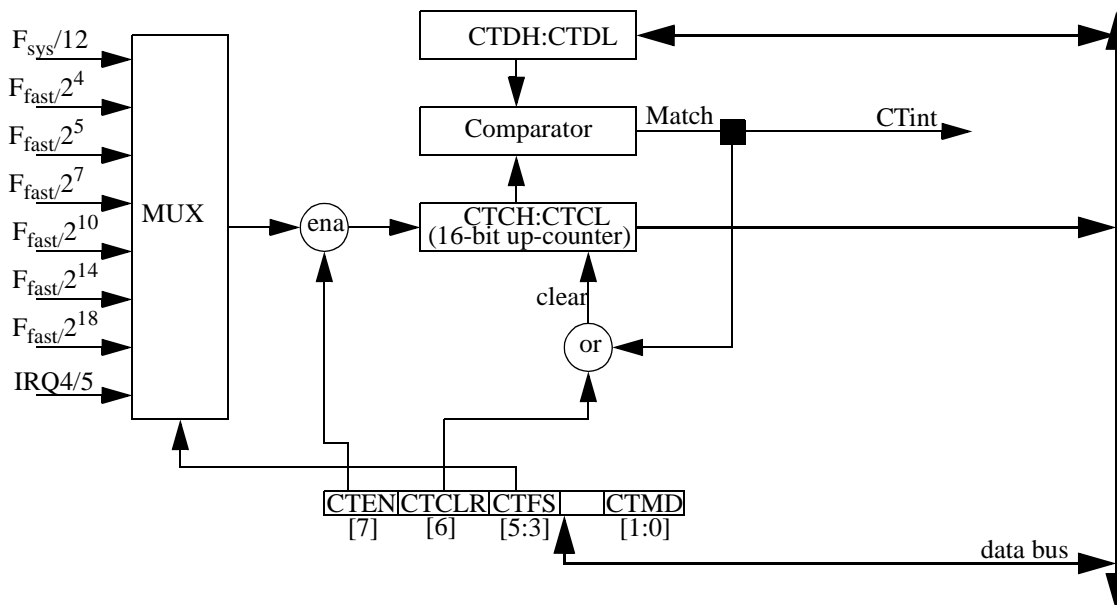 F_sys/12
F_fast/2^4
F_fast/2^5
F_fast/2^7
F_fast/2^10
F_fast/2^14
F_fast/2^18
IRQ4/5
MUX
ena
CTDH:CTDL
Comparator
Match
CTint
CTCH:CTCL
(16-bit up-counter)
clear
or
CTEN CTCLR CTFS CTMD
[7] [6] [5:3] [1:0]
data bus